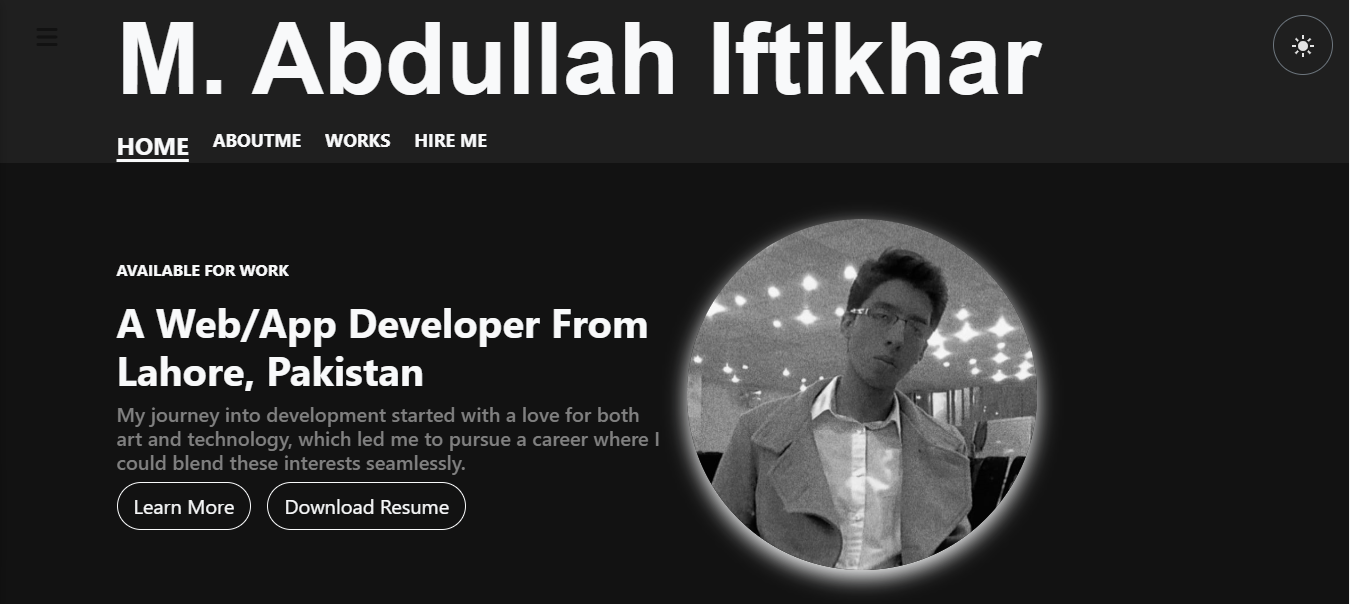 M. Abdullah Iftikhar
HOME ABOUTME WORKS HIRE ME
AVAILABLE FOR WORK
A Web/App Developer From
Lahore, Pakistan
My journey into development started with a love for both
art and technology, which led me to pursue a career where I
could blend these interests seamlessly.
Learn More Download Resume